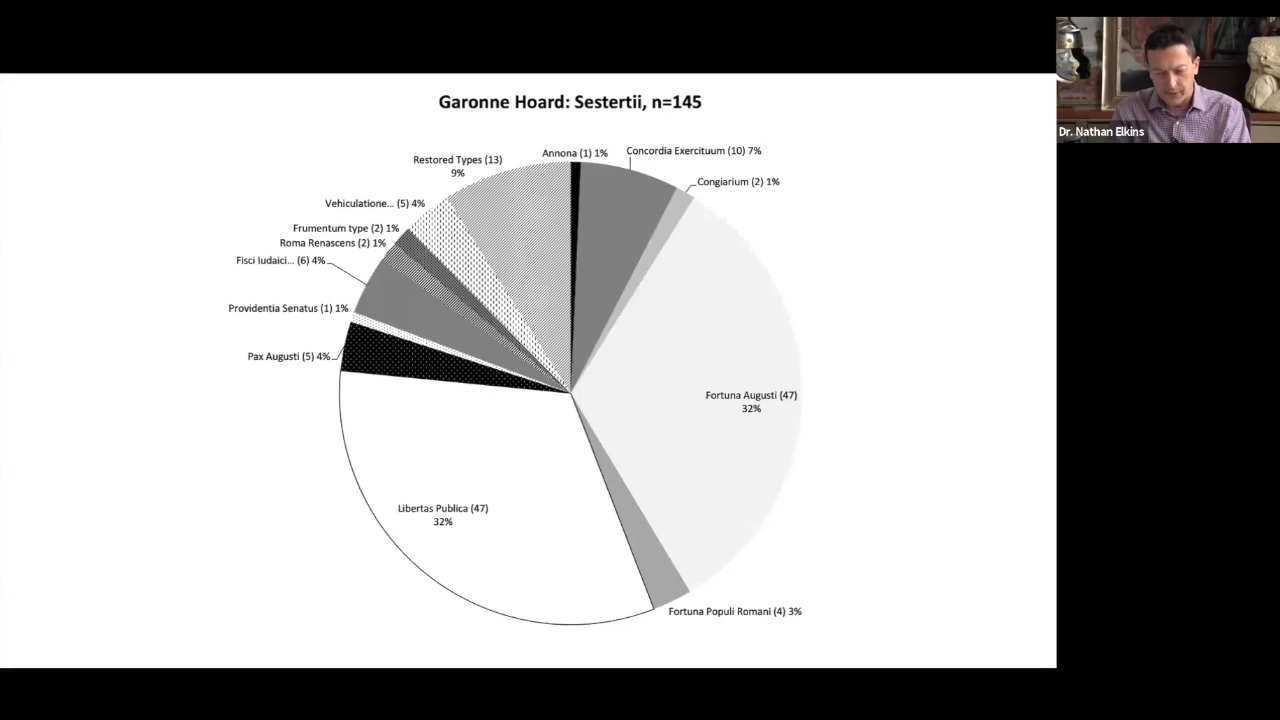 Garonne Hoard: Sestertii, n=145
Dr. Nathan Elkins
Annona (1) 1%
Concordia Exercituum (10) 7%
Congiarium (2) 1%
Fortuna Augusti (47)
32%
Fortuna Populi Romani (4) 3%
Libertas Publica (47)
32%
Pax Augusti (5) 4%
Providentia Senatus (1) 1%
Fisci Iudaici... (6) 4%
Roma Renascens (2) 1%
Frumentum type (2) 1%
Vehiculatione... (5) 4%
Restored Types (13)
9%